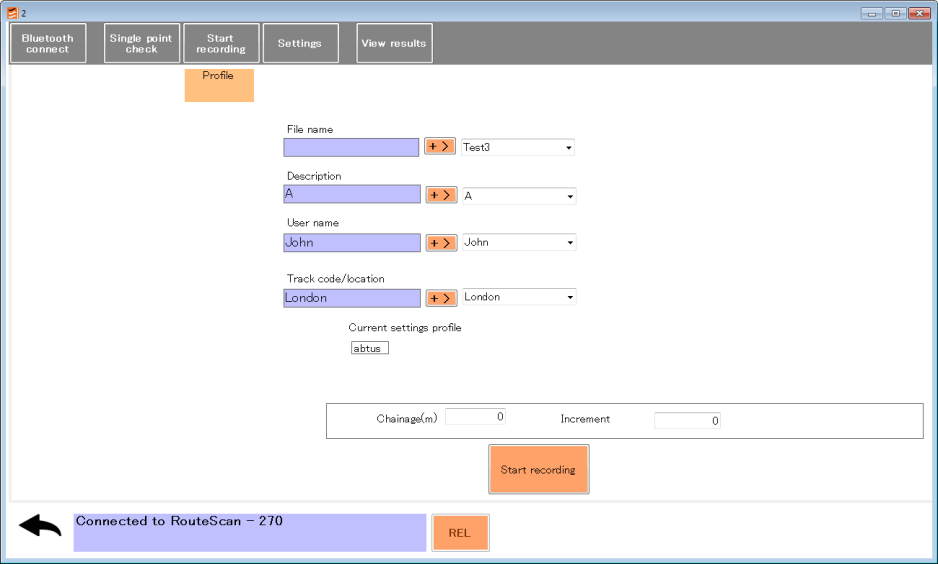 2
Bluetooth
connect
Single point
check
Start
recording
Settings
View results
Profile
File name
+ > Test3
Description
A + > A
User name
John + > John
Track code/location
London + > London
Current settings profile
abtus
Chainage(m) 0 Increment 0
Start recording
Connected to RouteScan - 270
REL